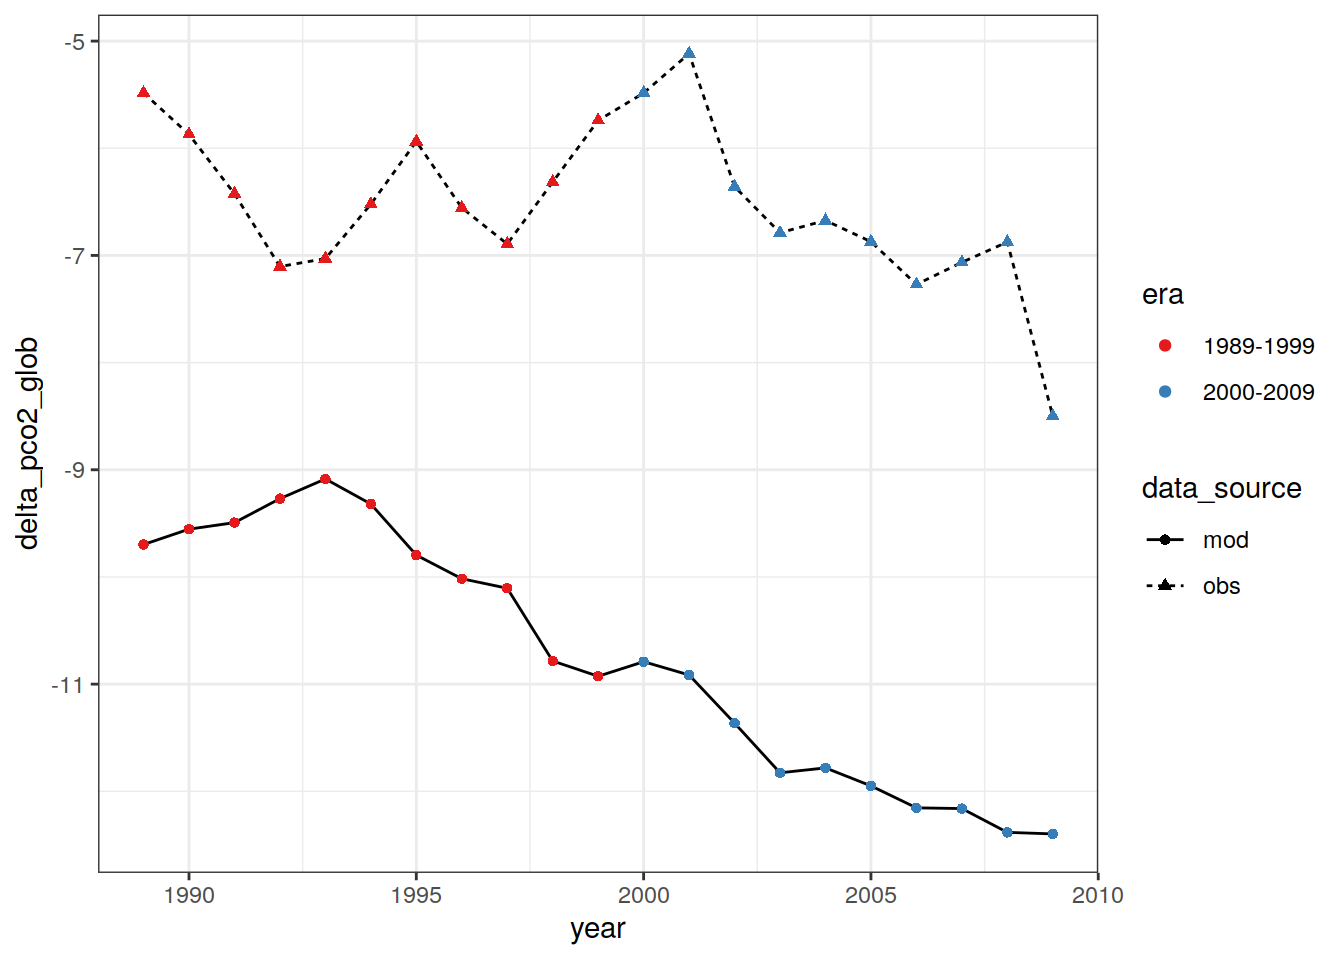 -5
-7
-9
-11
delta_pco2_glob
1990
1995
2000
2005
2010
year
era
1989-1999
2000-2009
data_source
mod
obs